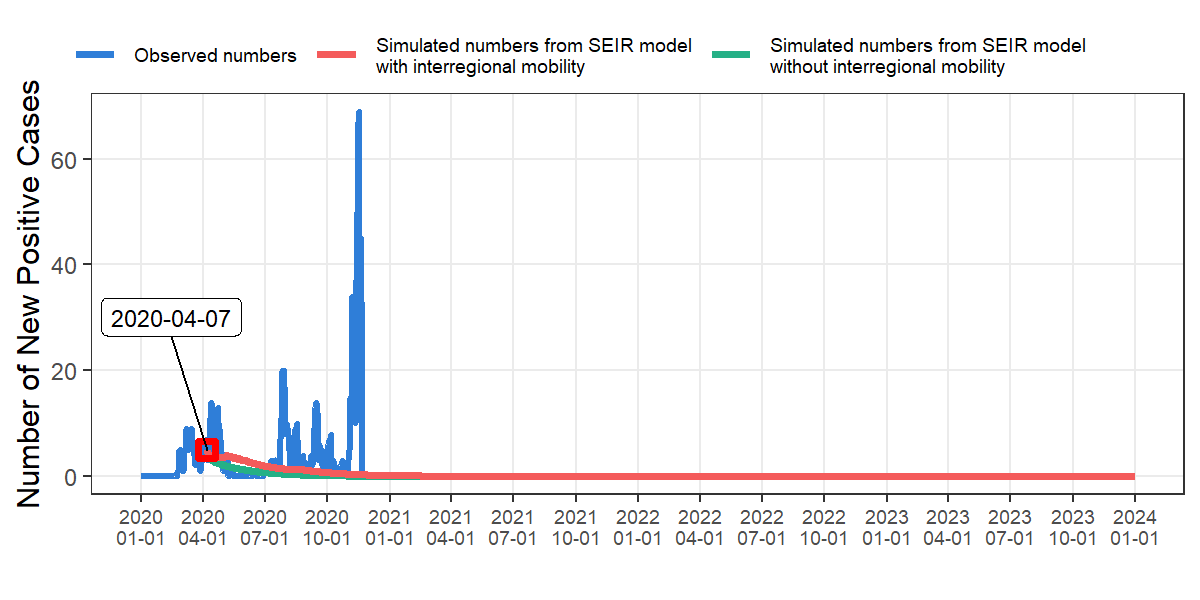 Observed numbers
Simulated numbers from SEIR model
with interregional mobility
Simulated numbers from SEIR model
without interregional mobility
Number of New Positive Cases
60
40
20
0
2020-04-07
2020 2020 2020 2020 2021 2021 2021 2021 2022 2022 2022 2022 2023 2023 2023 2023 2024
01-01 04-01 07-01 10-01 01-01 04-01 07-01 10-01 01-01 04-01 07-01 10-01 01-01 04-01 07-01 10-01 01-01